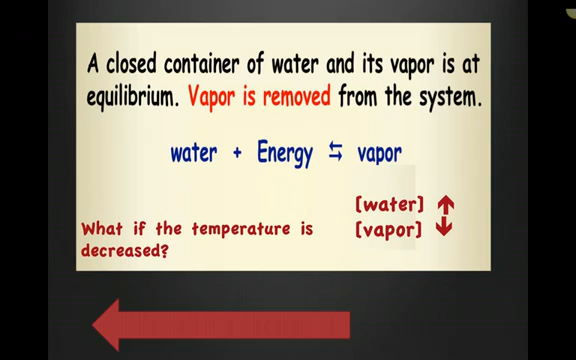 A closed container of water and its vapor is at
equilibrium. Vapor is removed from the system.
water + Energy ⇆ vapor
[water] ↑
[vapor] ↓
What if the temperature is
decreased?